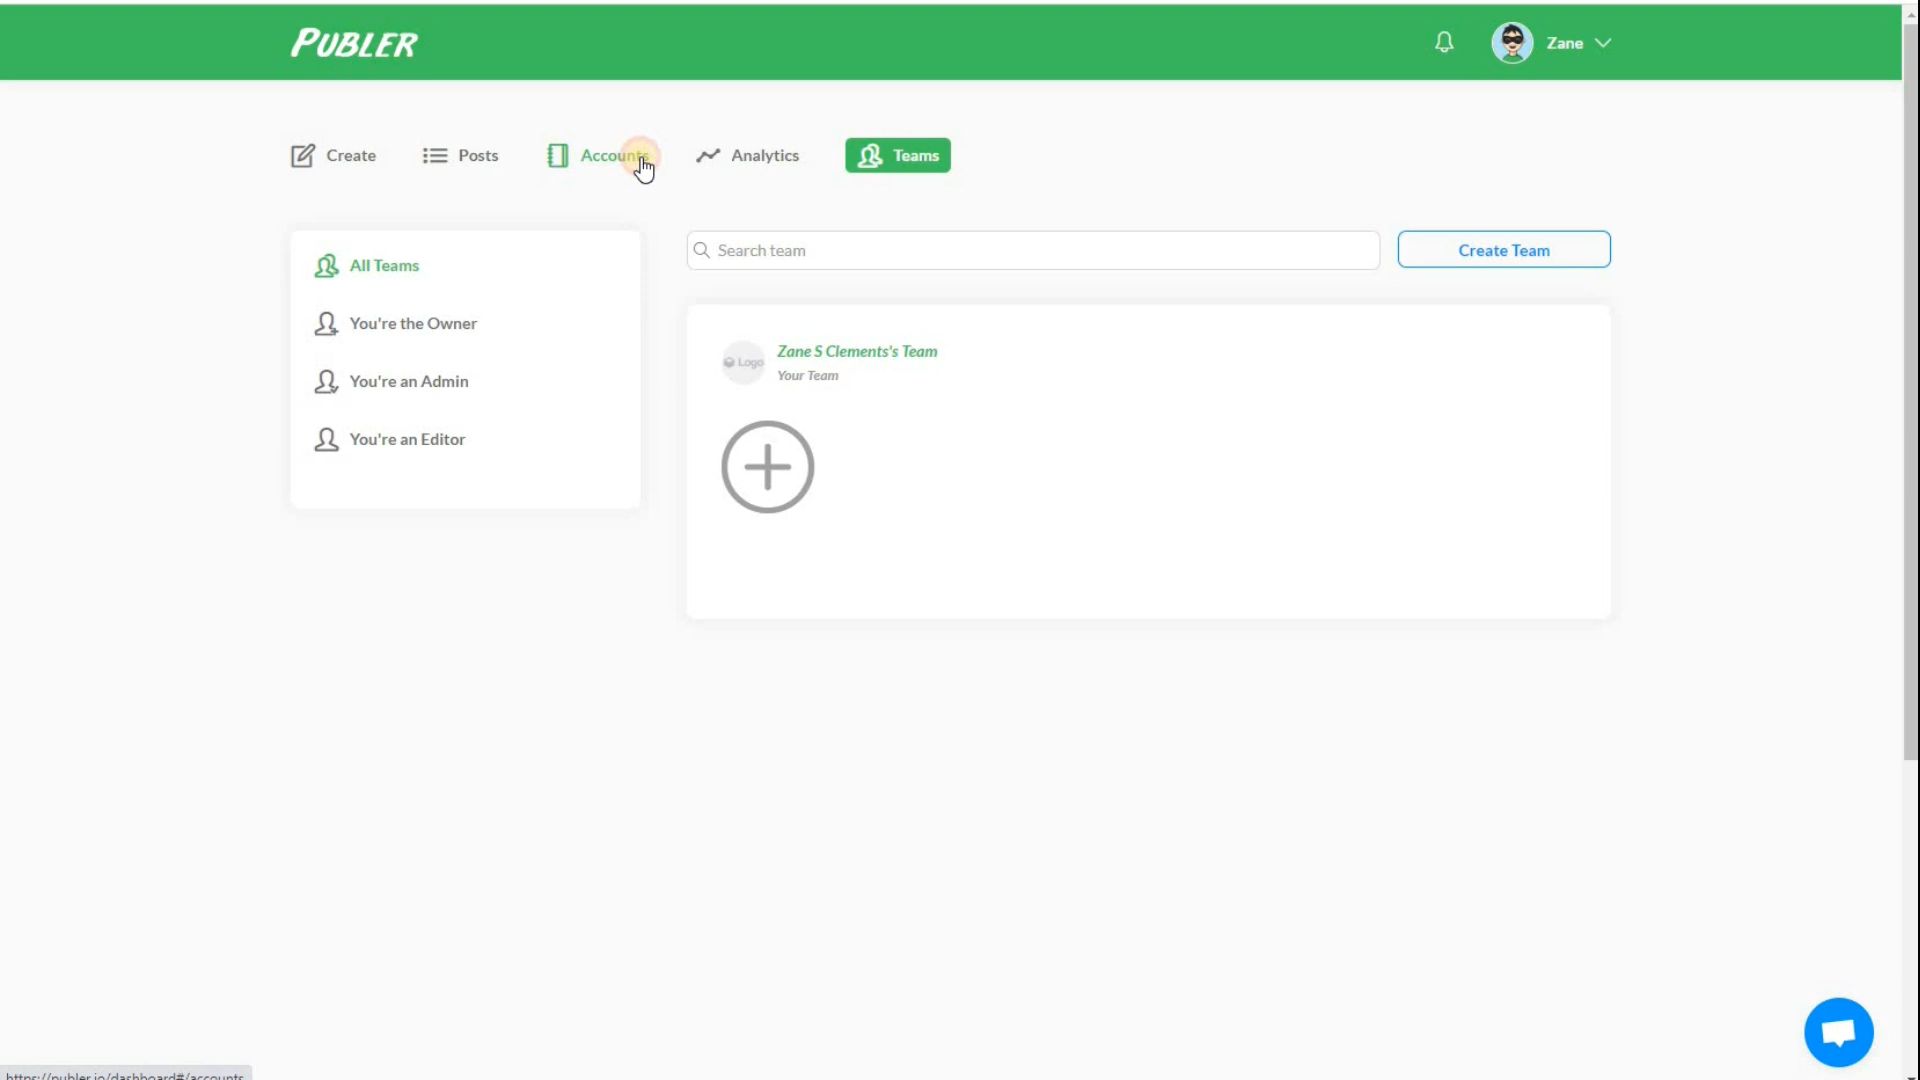 PUBLER
Zane
Create
Posts
Accounts
Analytics
Teams
All Teams
You're the Owner
You're an Admin
You're an Editor
Search team
Create Team
Logo
Zane S Clements's Team
Your Team
https://publer.io/dashboard#/accounts